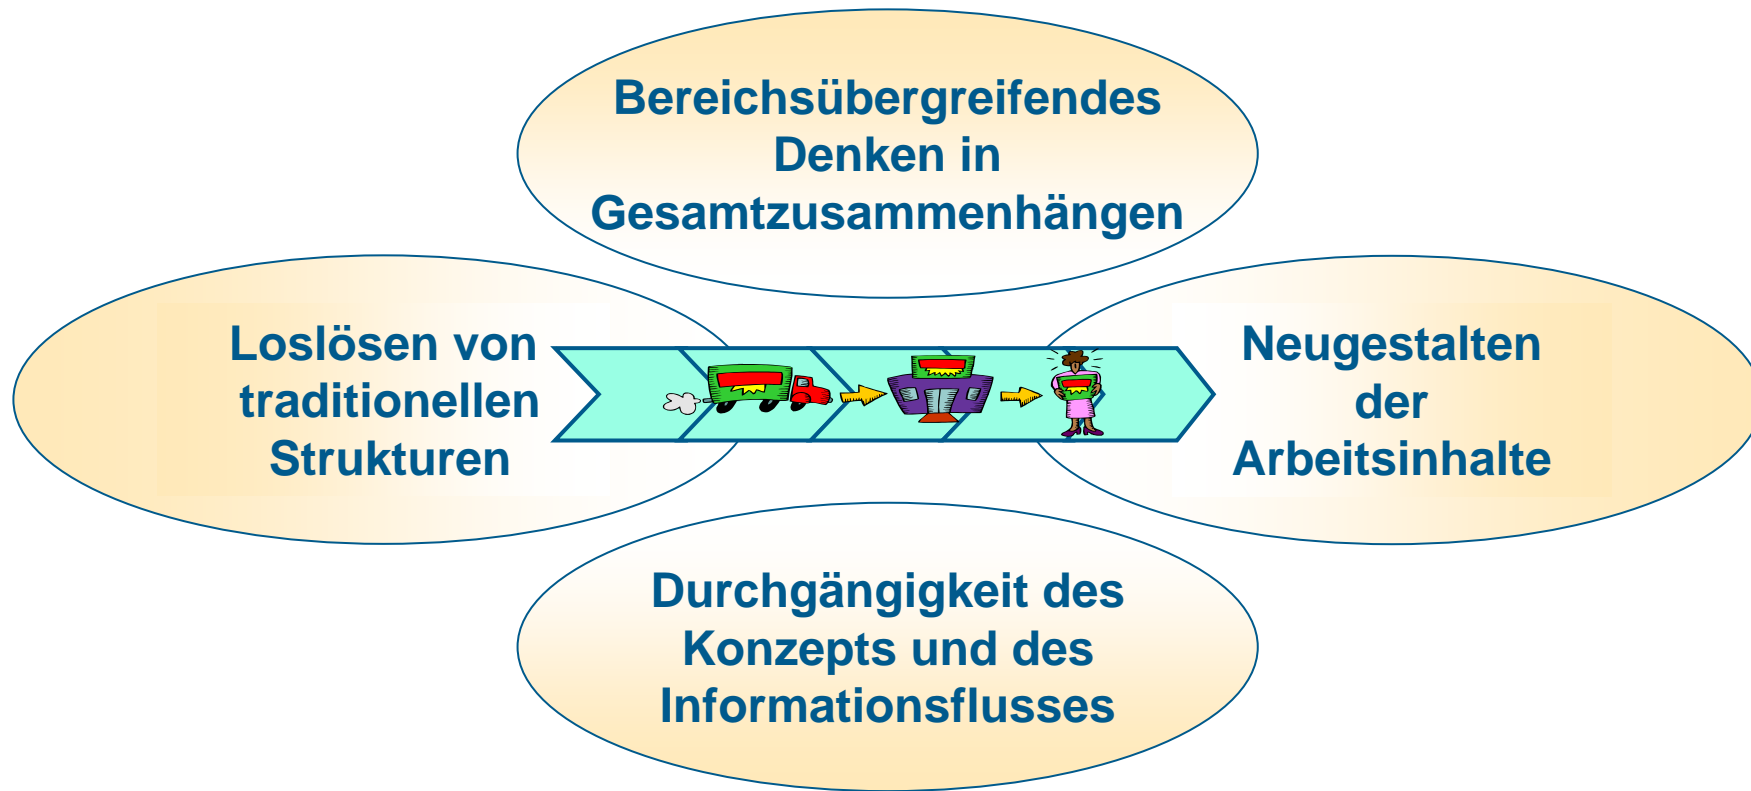 Bereichsübergreifendes
Denken in
Gesamtzusammenhängen
Loslösen von
traditionellen
Strukturen
Neugestalten
der
Arbeitsinhalte
Durchgängigkeit des
Konzepts und des
Informationsflusses